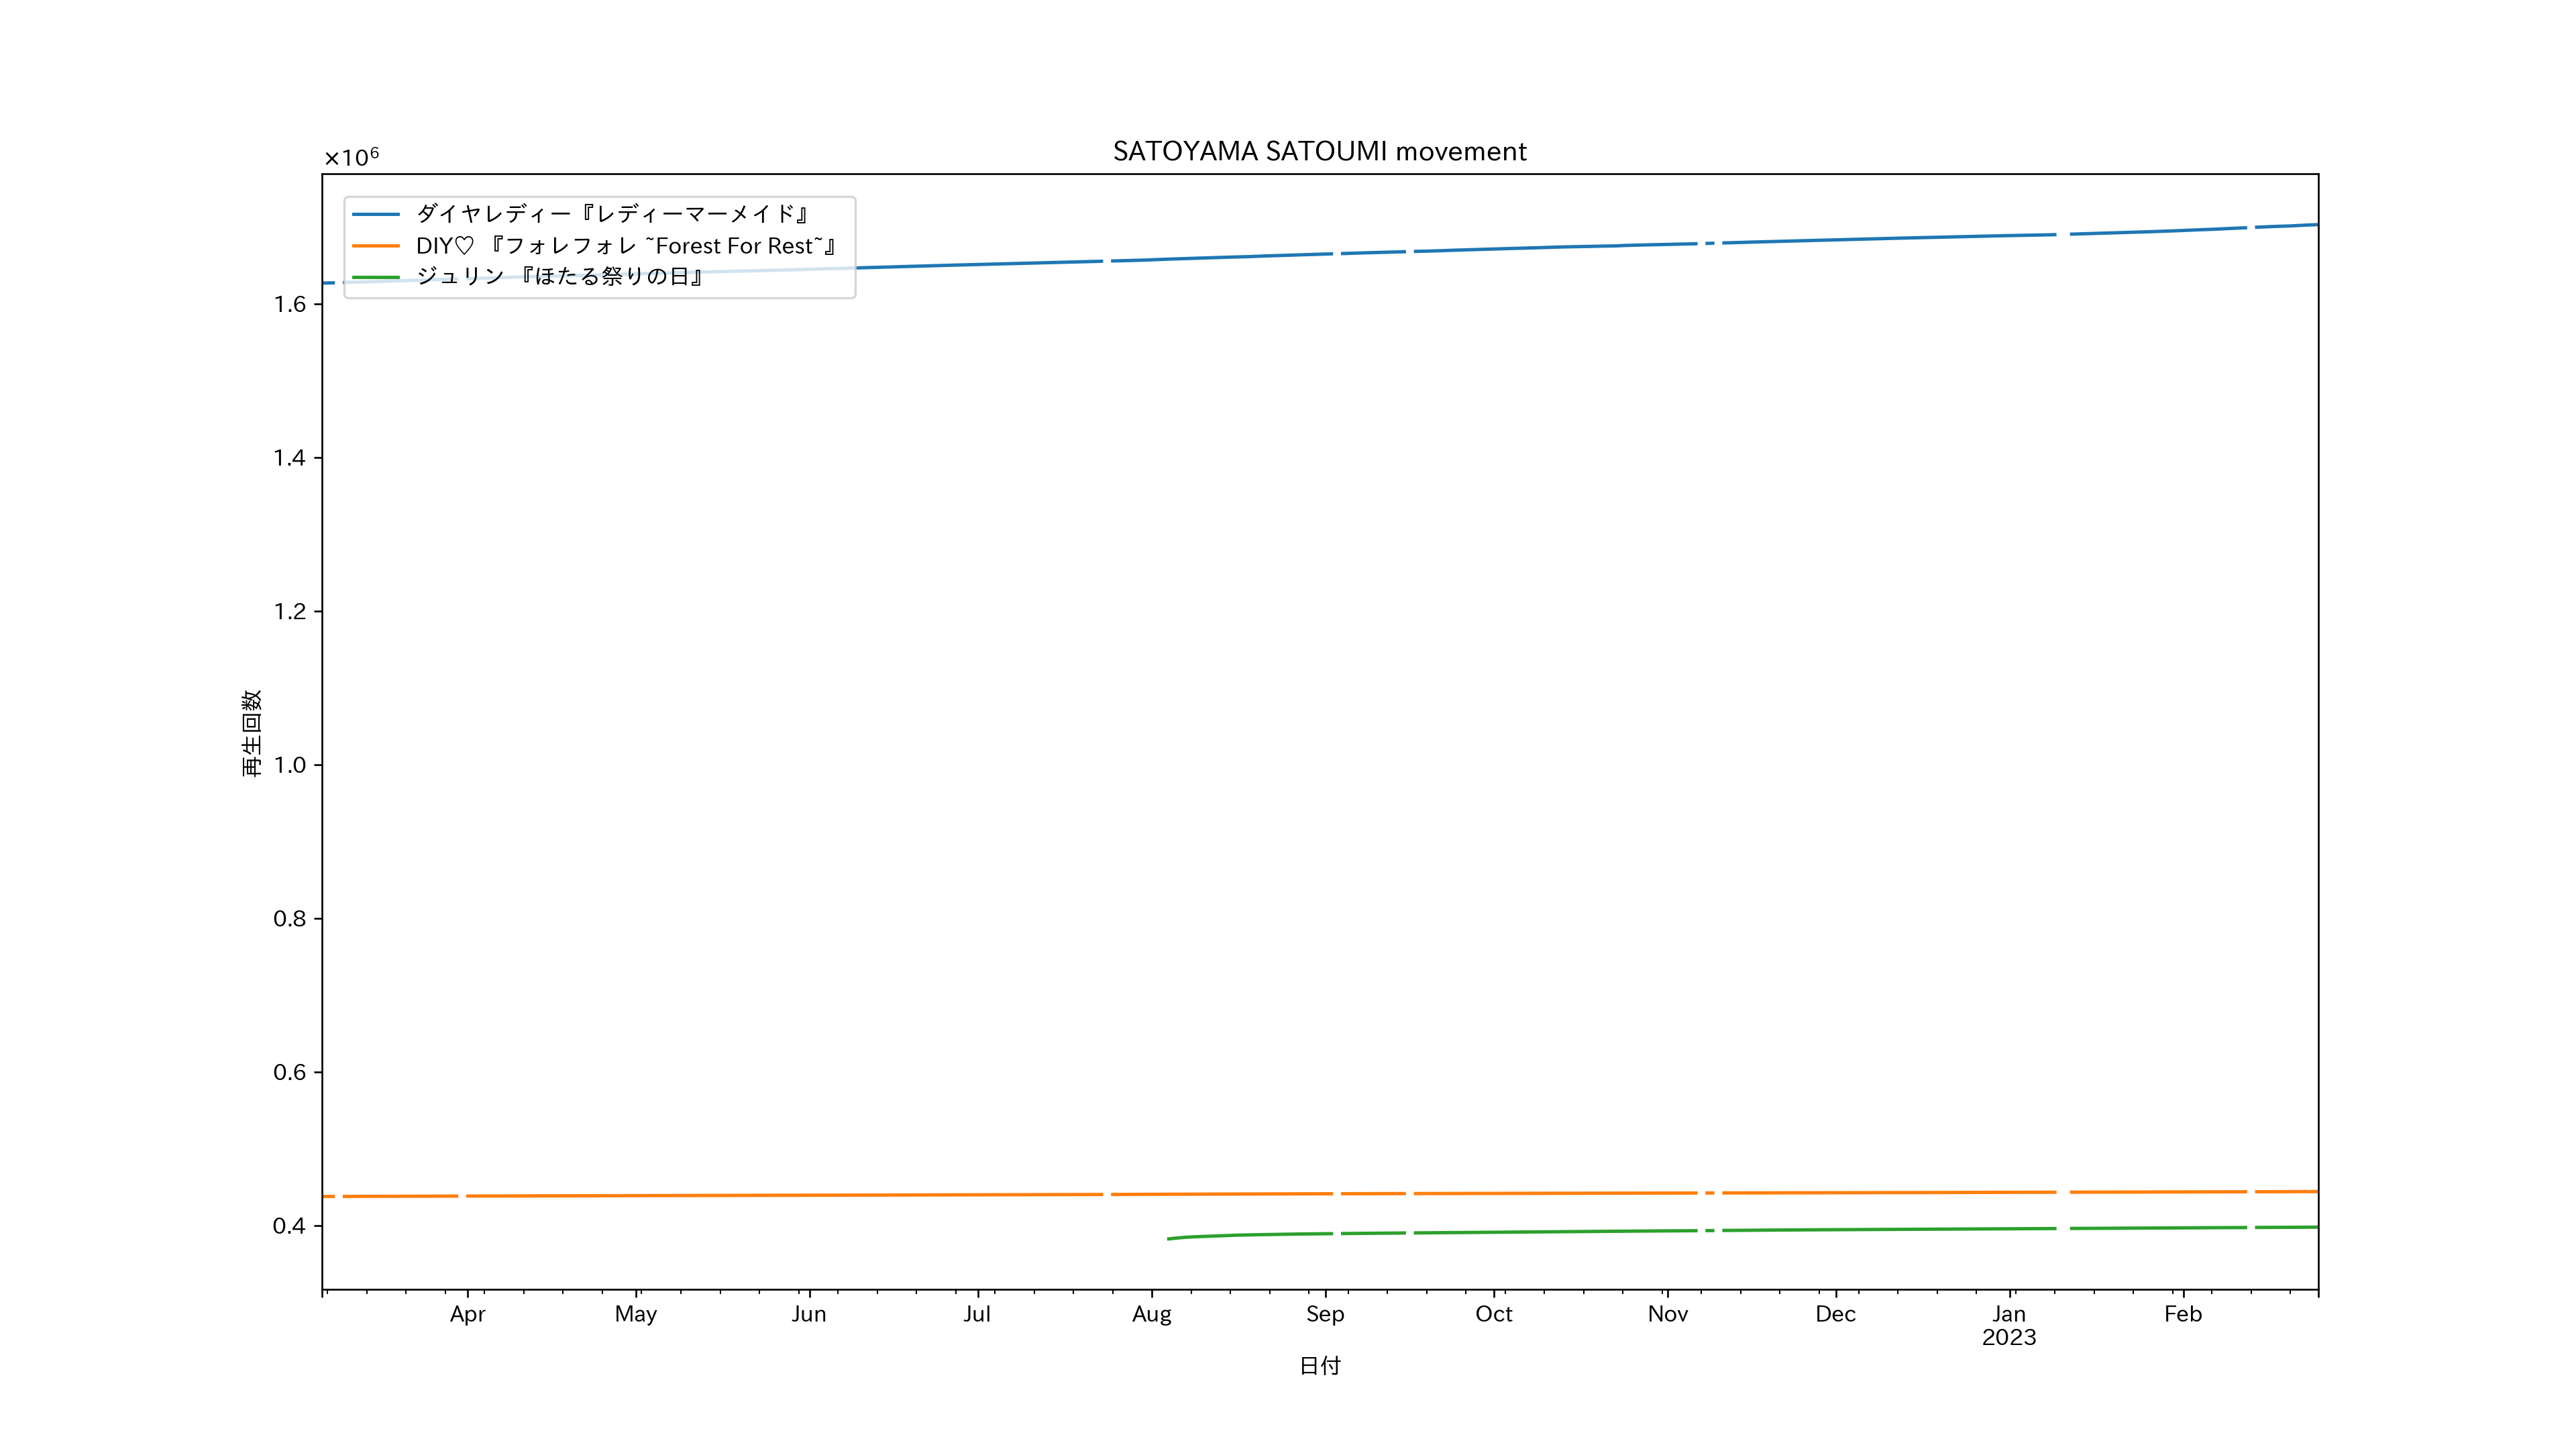 SATOYAMA SATOUMI movement
×10⁶
ダイヤレディー『レディーマーメイド』
DIY♡ 『フォレフォレ ~Forest For Rest~』
ジュリン 『ほたる祭りの日』
1.6
1.4
1.2
1.0
0.8
0.6
0.4
再生回数
Apr May Jun Jul Aug Sep Oct Nov Dec Jan Feb
2023
日付